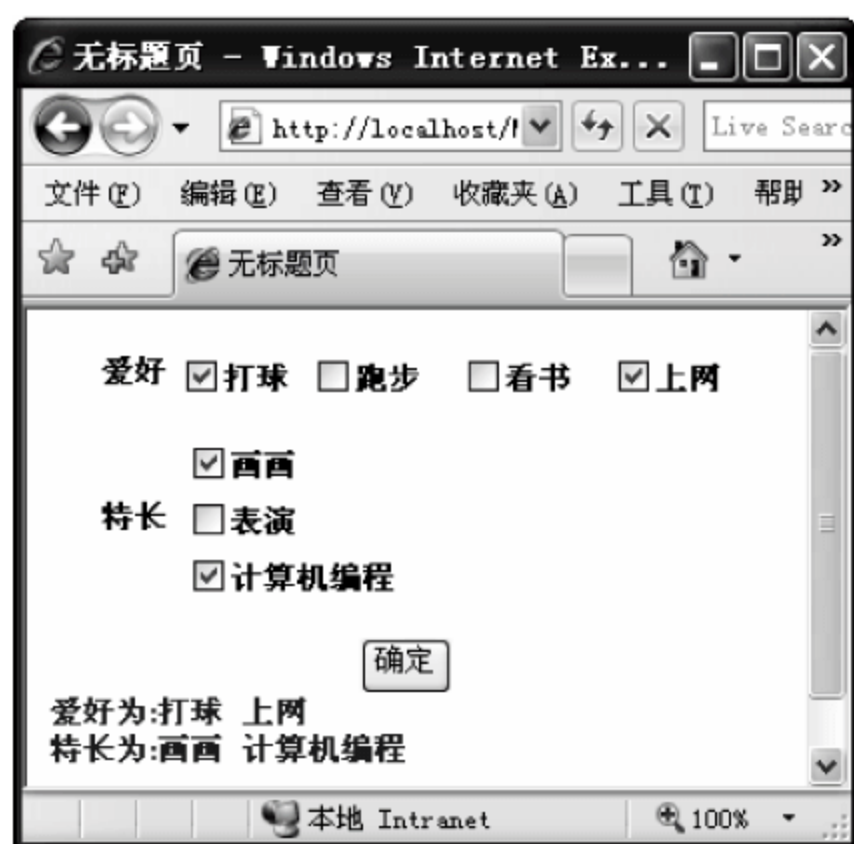 无标题页 - Windows Internet Ex...
http://localhost/
Live Searc
文件(F) 编辑(E) 查看(V) 收藏夹(A) 工具(T) 帮助 »
无标题页 »
爱好 打球 跑步 看书 上网
画画
特长 表演
计算机编程
确定
爱好为:打球 上网
特长为:画画 计算机编程
本地 Intranet 100%